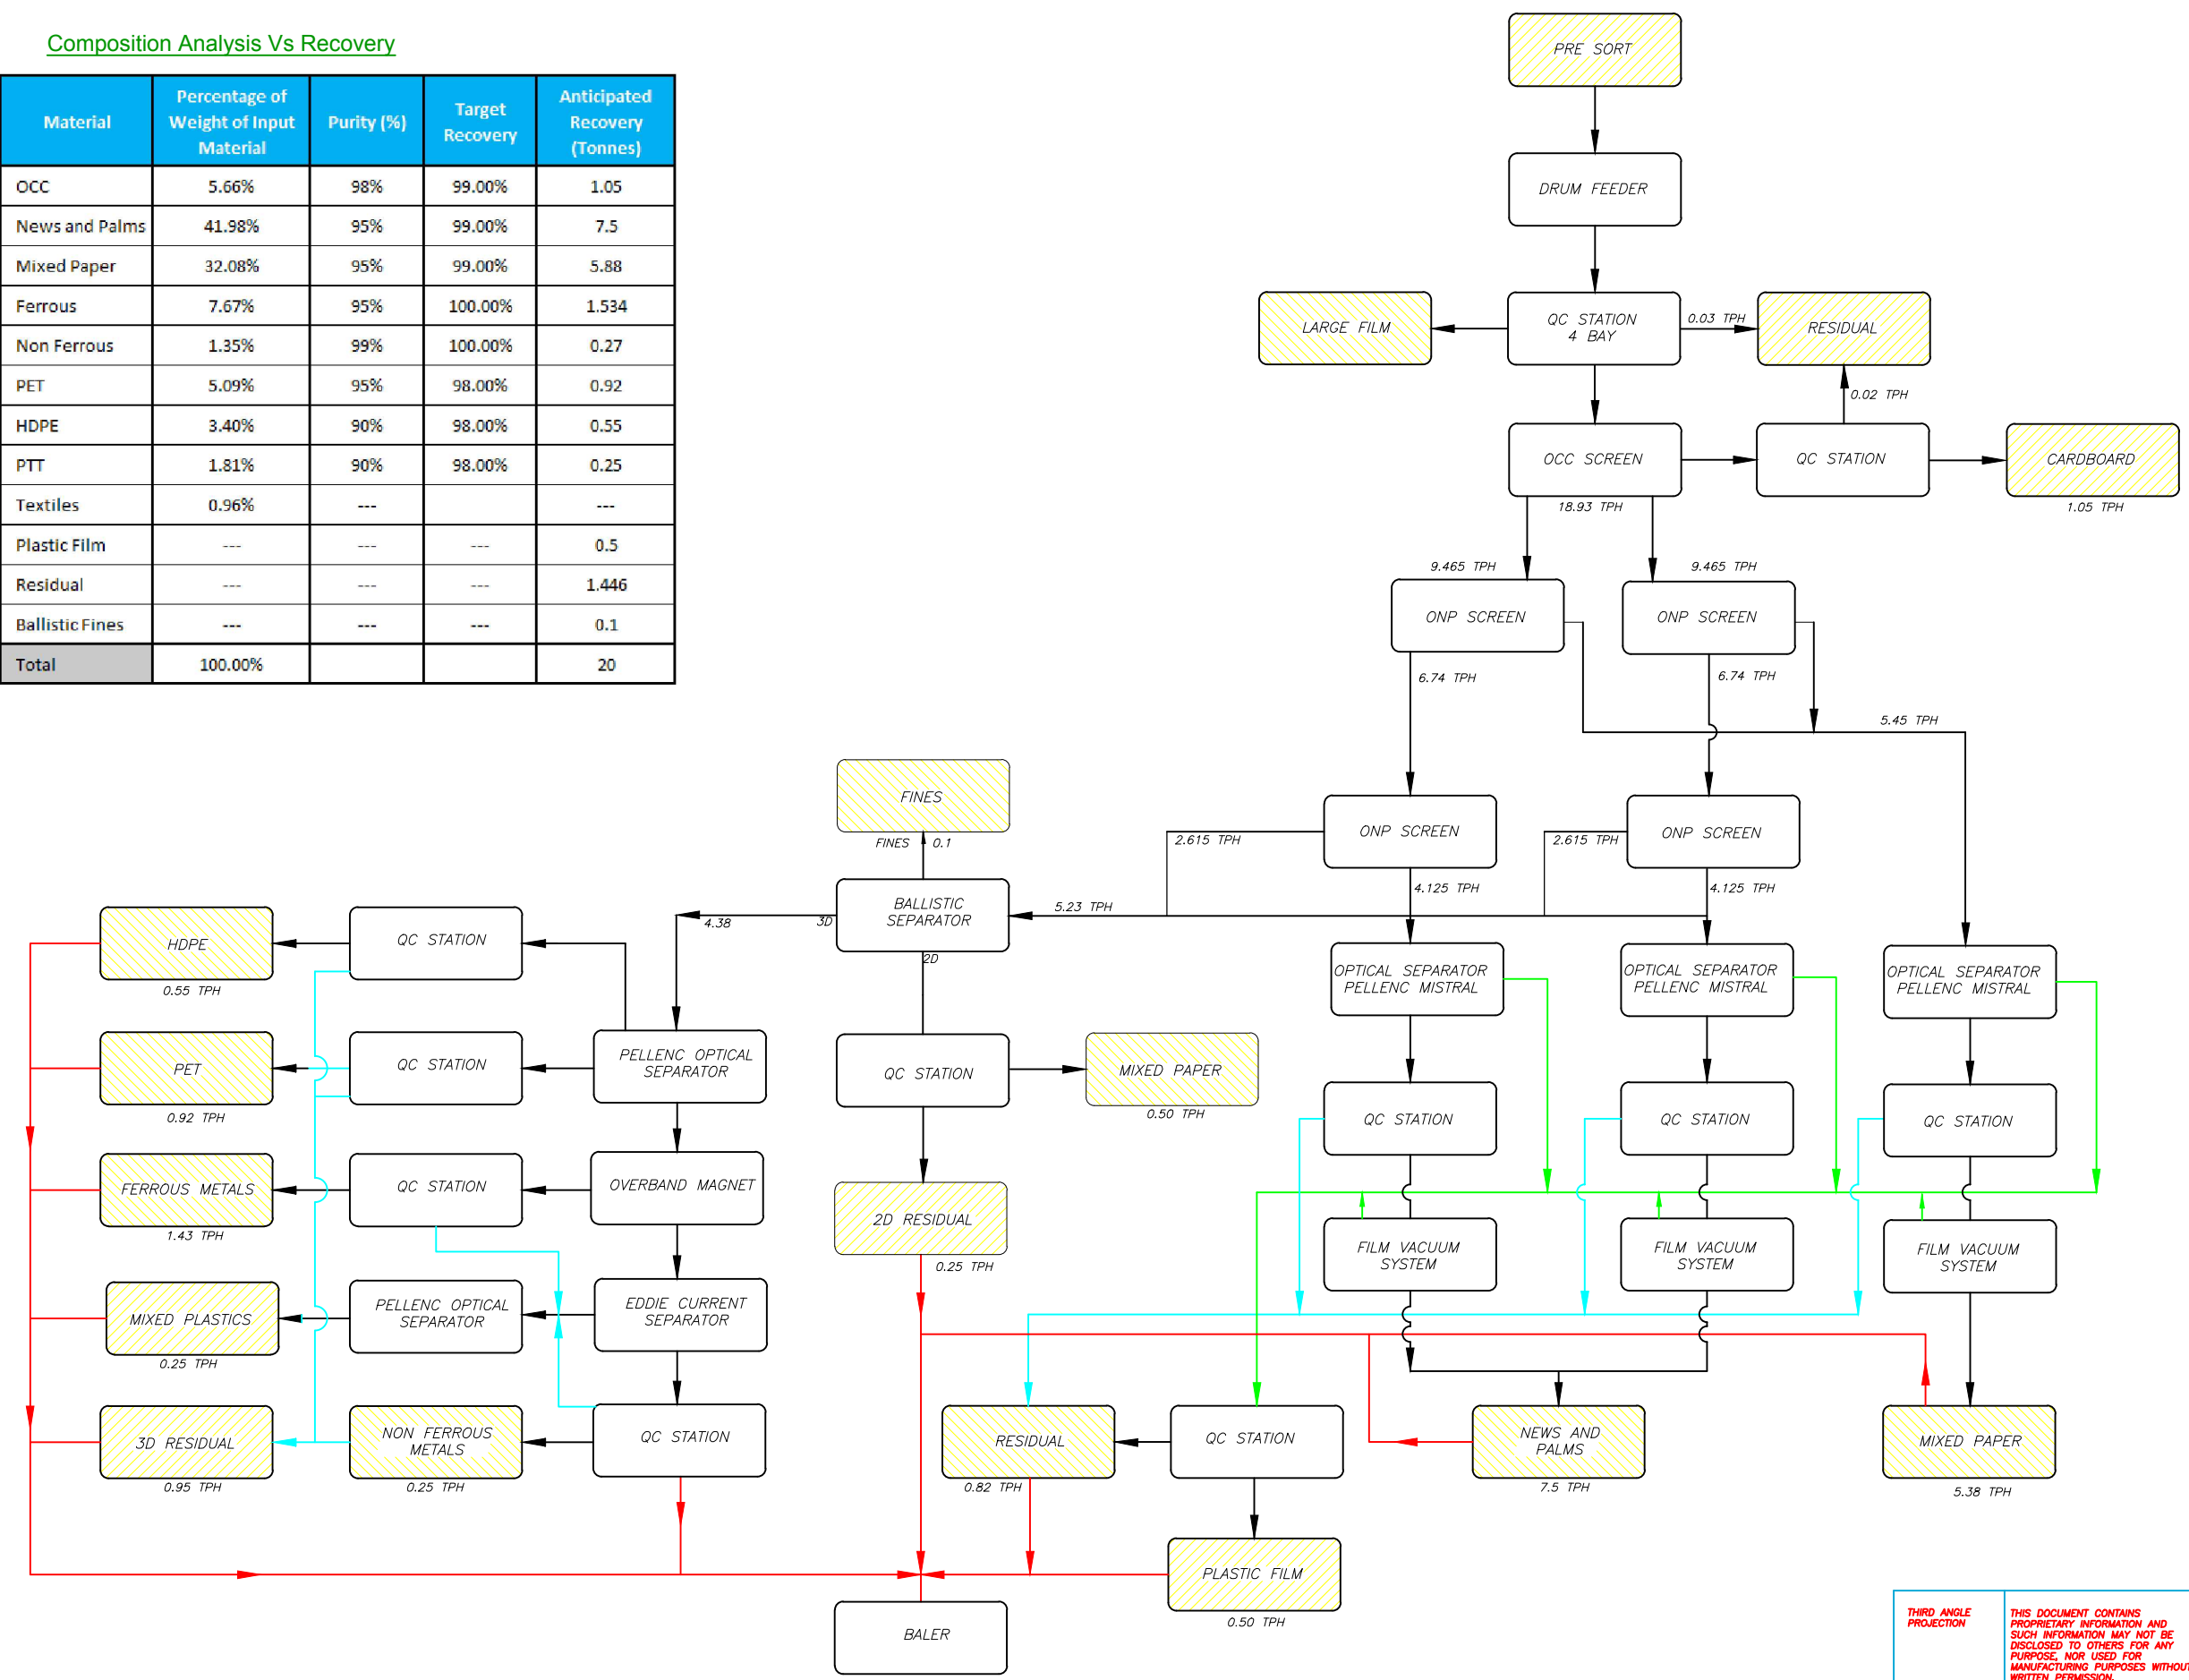 Composition Analysis Vs Recovery
Material | Percentage of Weight of Input Material | Purity (%) | Target Recovery | Anticipated Recovery (Tonnes)
OCC | 5.66% | 98% | 99.00% | 1.05
News and Palms | 41.98% | 95% | 99.00% | 7.5
Mixed Paper | 32.08% | 95% | 99.00% | 5.88
Ferrous | 7.67% | 95% | 100.00% | 1.534
Non Ferrous | 1.35% | 99% | 100.00% | 0.27
PET | 5.09% | 95% | 98.00% | 0.92
HDPE | 3.40% | 90% | 98.00% | 0.55
PTT | 1.81% | 90% | 98.00% | 0.25
Textiles | 0.96% | --- | | ---
Plastic Film | --- | --- | --- | 0.5
Residual | --- | --- | --- | 1.446
Ballistic Fines | --- | --- | --- | 0.1
Total | 100.00% | | | 20
PRE SORT
DRUM FEEDER
LARGE FILM
QC STATION
4 BAY
0.03 TPH
RESIDUAL
0.02 TPH
OCC SCREEN
QC STATION
CARDBOARD
18.93 TPH
1.05 TPH
9.465 TPH
9.465 TPH
ONP SCREEN
ONP SCREEN
6.74 TPH
6.74 TPH
5.45 TPH
FINES
ONP SCREEN
ONP SCREEN
FINES
0.1
2.615 TPH
2.615 TPH
4.125 TPH
4.125 TPH
BALLISTIC
SEPARATOR
5.23 TPH
4.38
3D
2D
HDPE
QC STATION
0.55 TPH
OPTICAL SEPARATOR
PELLENC MISTRAL
OPTICAL SEPARATOR
PELLENC MISTRAL
OPTICAL SEPARATOR
PELLENC MISTRAL
PET
QC STATION
PELLENC OPTICAL
SEPARATOR
QC STATION
MIXED PAPER
0.92 TPH
0.50 TPH
QC STATION
QC STATION
QC STATION
FERROUS METALS
QC STATION
OVERBAND MAGNET
1.43 TPH
2D RESIDUAL
0.25 TPH
FILM VACUUM
SYSTEM
FILM VACUUM
SYSTEM
FILM VACUUM
SYSTEM
MIXED PLASTICS
PELLENC OPTICAL
SEPARATOR
EDDIE CURRENT
SEPARATOR
0.25 TPH
3D RESIDUAL
NON FERROUS
METALS
QC STATION
RESIDUAL
QC STATION
NEWS AND
PALMS
MIXED PAPER
0.95 TPH
0.25 TPH
0.82 TPH
7.5 TPH
5.38 TPH
PLASTIC FILM
0.50 TPH
BALER
THIRD ANGLE
PROJECTION
THIS DOCUMENT CONTAINS
PROPRIETARY INFORMATION AND
SUCH INFORMATION MAY NOT BE
DISCLOSED TO OTHERS FOR ANY
PURPOSE, NOR USED FOR
MANUFACTURING PURPOSES WITHOUT
WRITTEN PERMISSION.